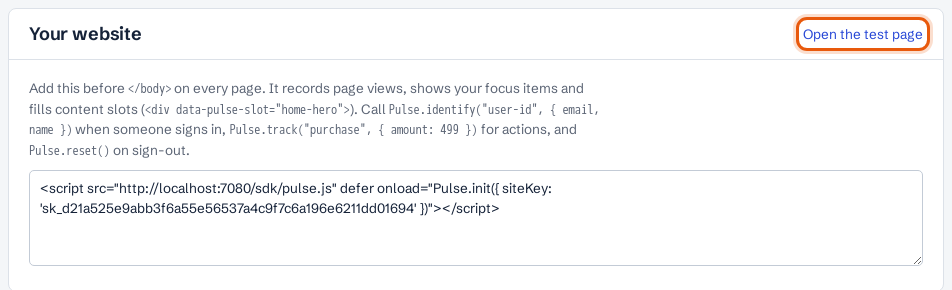 Your website
Open the test page
Add this before </body> on every page. It records page views, shows your focus items and
fills content slots (<div data-pulse-slot="home-hero">). Call Pulse.identify("user-id", { email,
name }) when someone signs in, Pulse.track("purchase", { amount: 499 }) for actions, and
Pulse.reset() on sign-out.
<script src="http://localhost:7080/sdk/pulse.js" defer onload="Pulse.init({ siteKey:
'sk_d21a525e9abb3f6a55e56537a4c9f7c6a196e6211dd01694' })"></script>